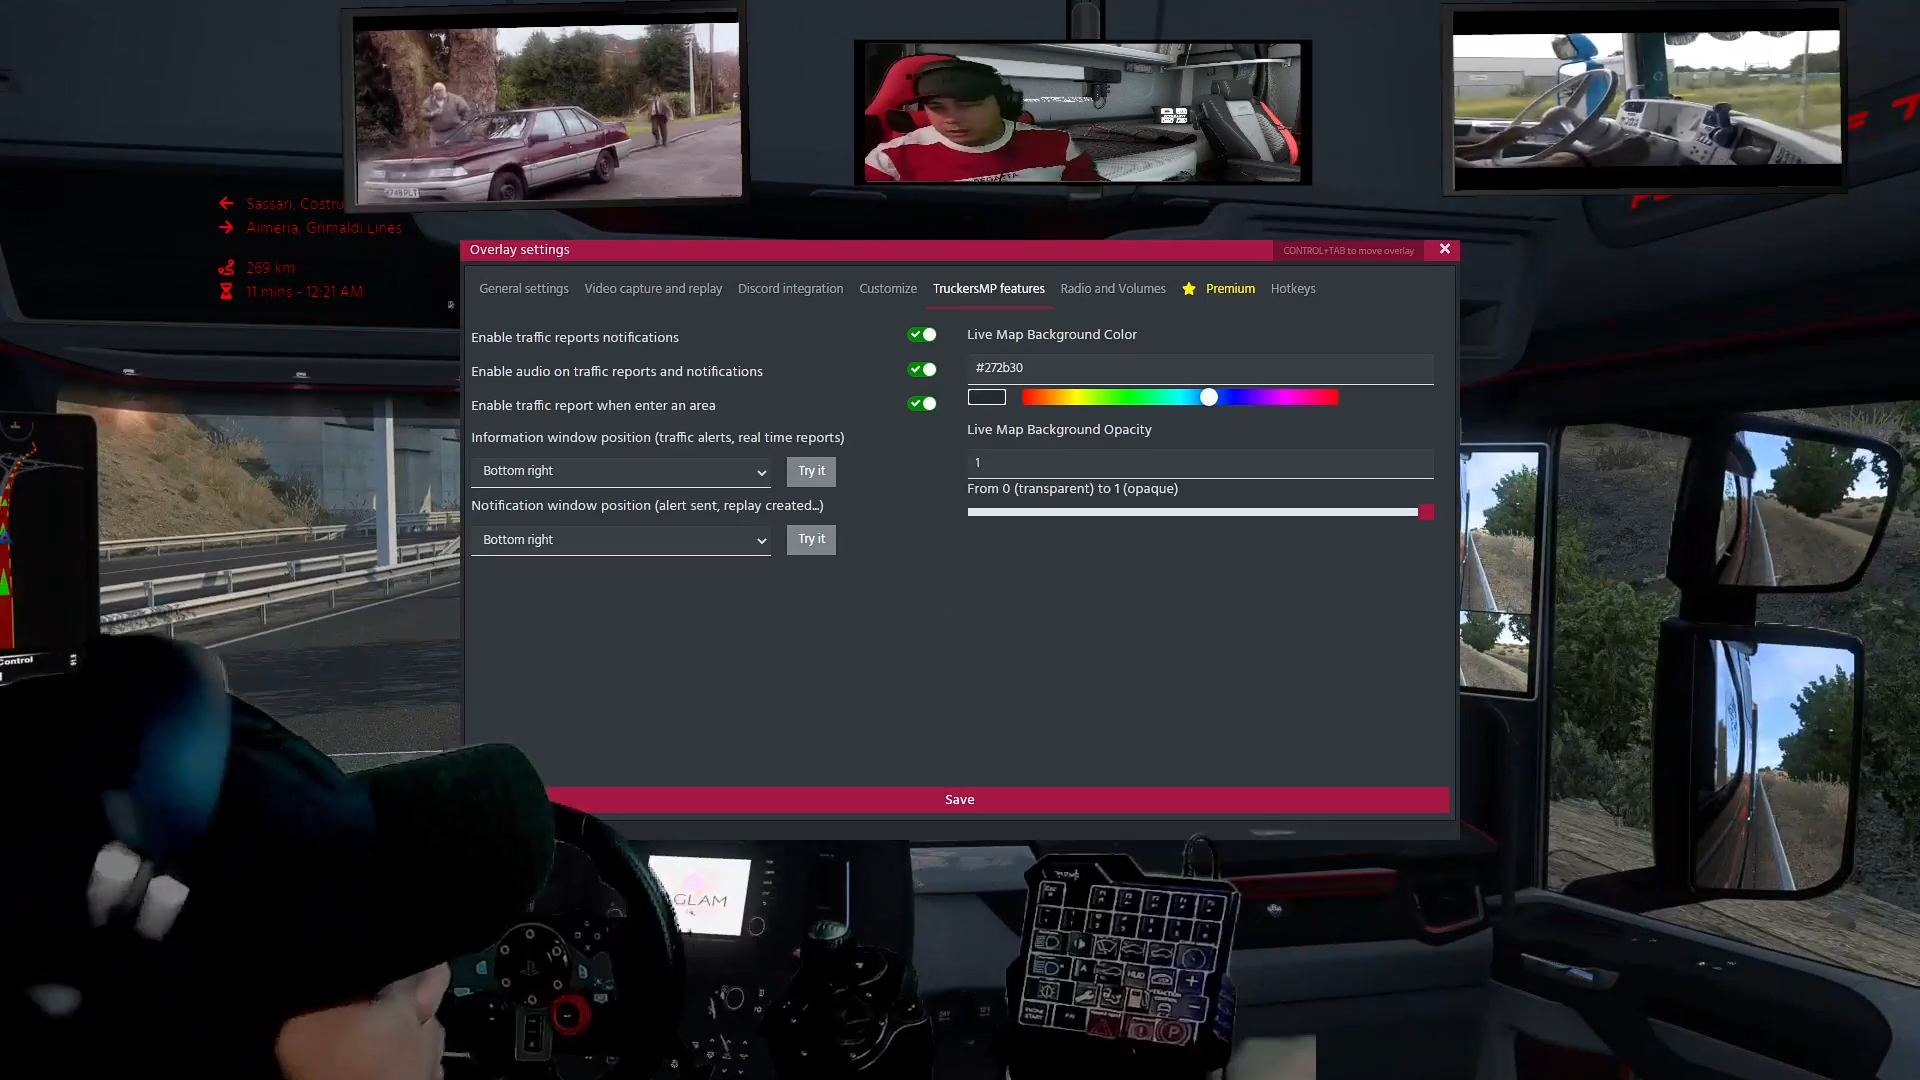 Sassari, Costru
Almeria, Grimaldi Lines
269 km
11 mins - 12:21 AM
Overlay settings
CONTROL+TAB to move overlay
General settings
Video capture and replay
Discord integration
Customize
TruckersMP features
Radio and Volumes
Premium
Hotkeys
Enable traffic reports notifications
Enable audio on traffic reports and notifications
Enable traffic report when enter an area
Information window position (traffic alerts, real time reports)
Bottom right
Try it
Notification window position (alert sent, replay created...)
Bottom right
Try it
Live Map Background Color
#272b30
Live Map Background Opacity
1
From 0 (transparent) to 1 (opaque)
Save
Control
GLAM